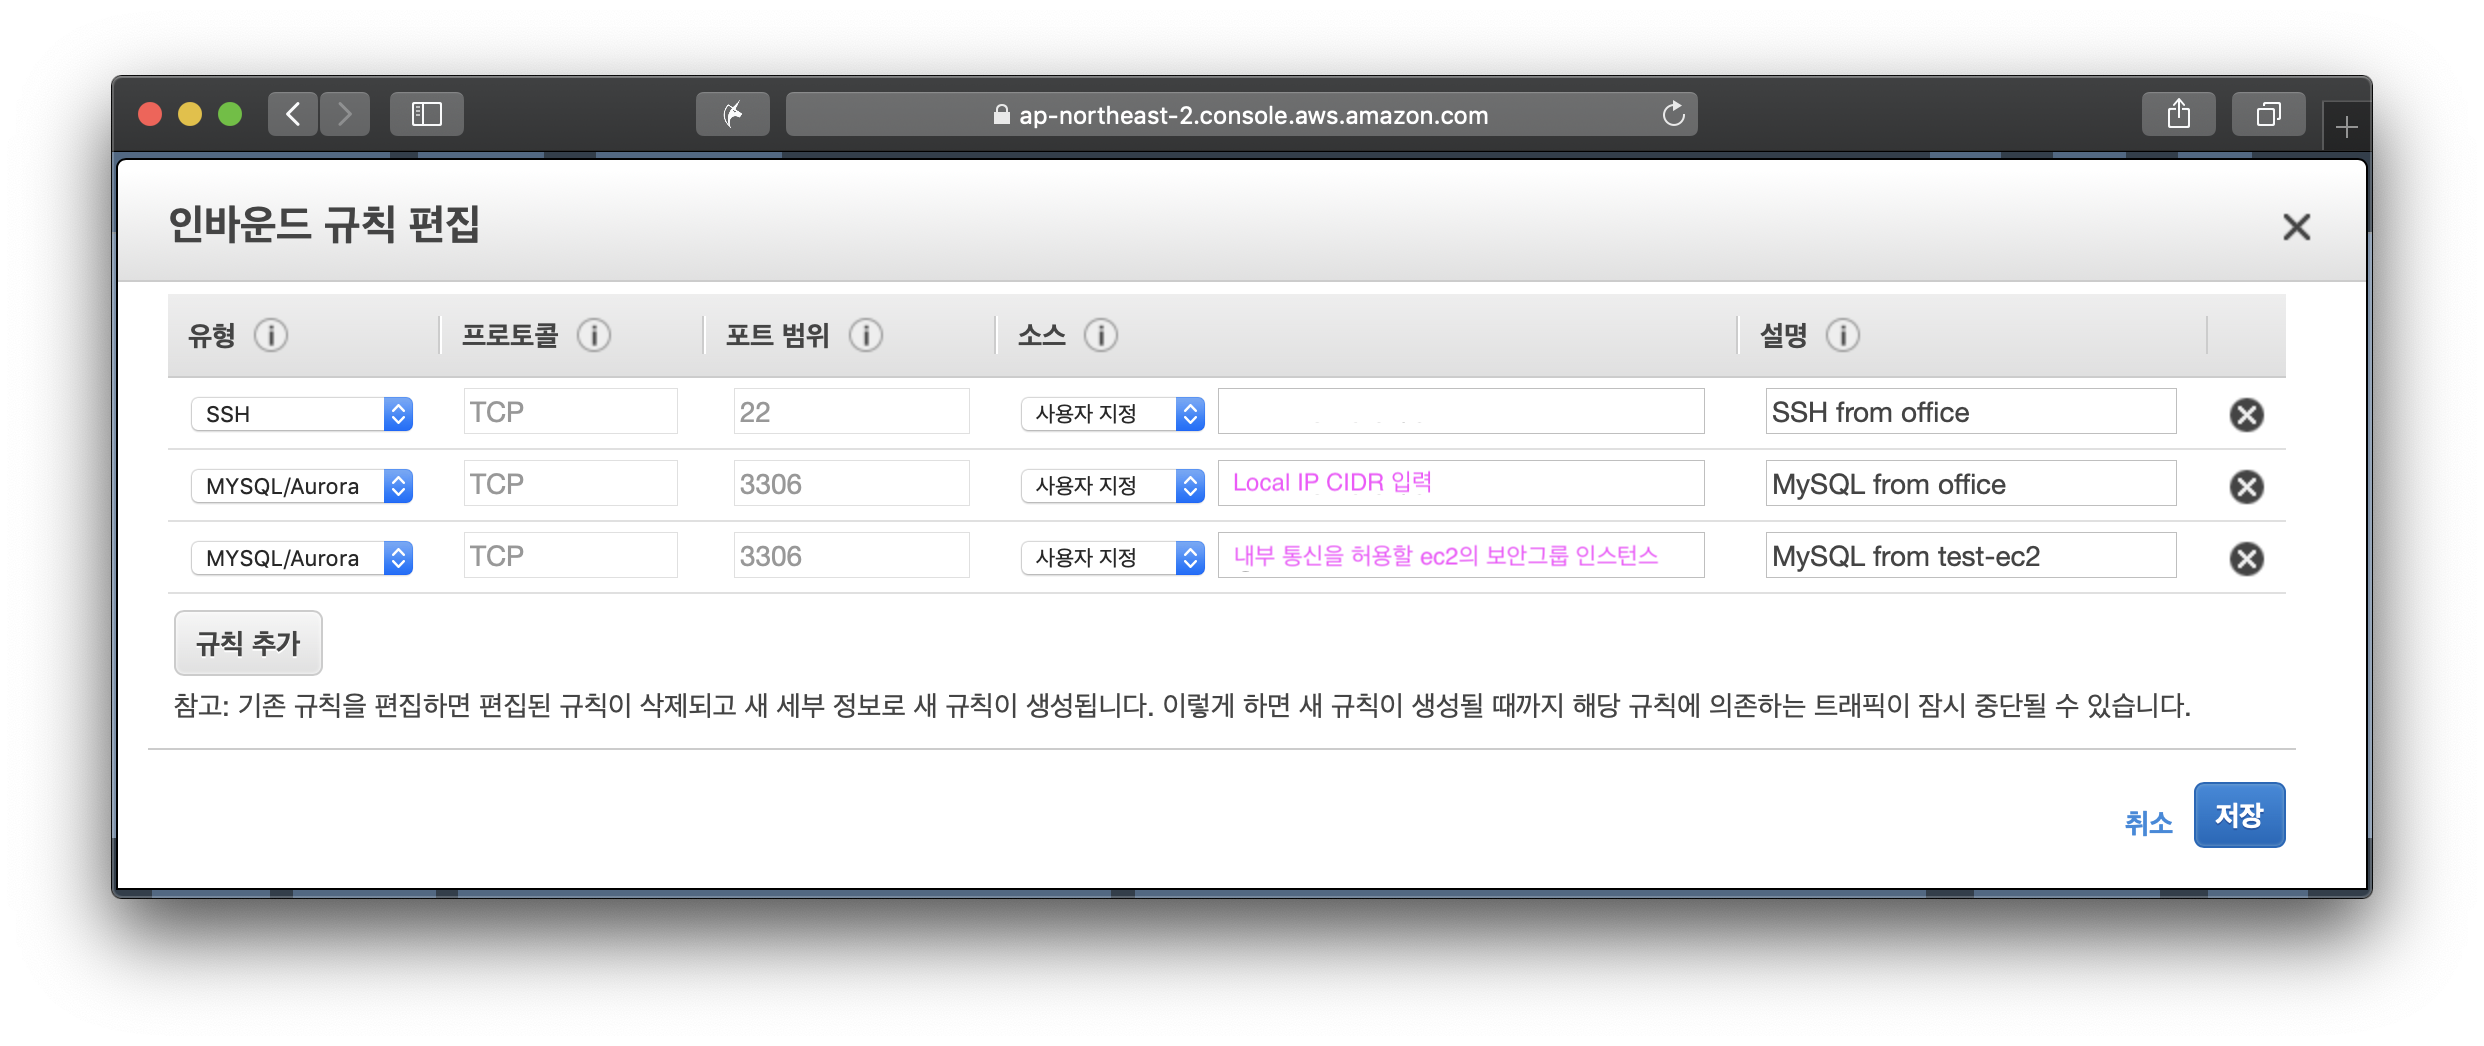 ap-northeast-2.console.aws.amazon.com
인바운드 규칙 편집
유형 프로토콜 포트 범위 소스 설명
SSH TCP 22 사용자 지정 SSH from office
MYSQL/Aurora TCP 3306 사용자 지정 Local IP CIDR 입력 MySQL from office
MYSQL/Aurora TCP 3306 사용자 지정 내부 통신을 허용할 ec2의 보안그룹 인스턴스 MySQL from test-ec2
규칙 추가
참고: 기존 규칙을 편집하면 편집된 규칙이 삭제되고 새 세부 정보로 새 규칙이 생성됩니다. 이렇게 하면 새 규칙이 생성될 때까지 해당 규칙에 의존하는 트래픽이 잠시 중단될 수 있습니다.
취소 저장